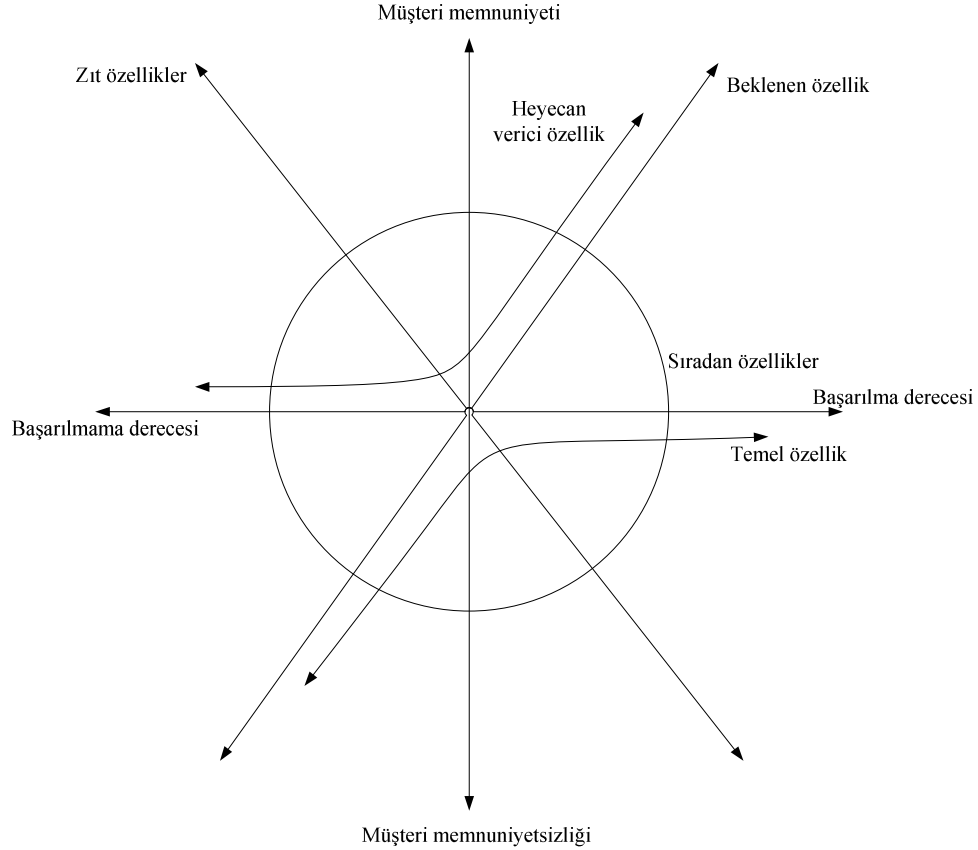 Müşteri memnuniyeti
Zıt özellikler
Beklenen özellik
Heyecan
verici özellik
Sıradan özellikler
Başarılma derecesi
Başarılmama derecesi
Temel özellik
Müşteri memnuniyetsizliği